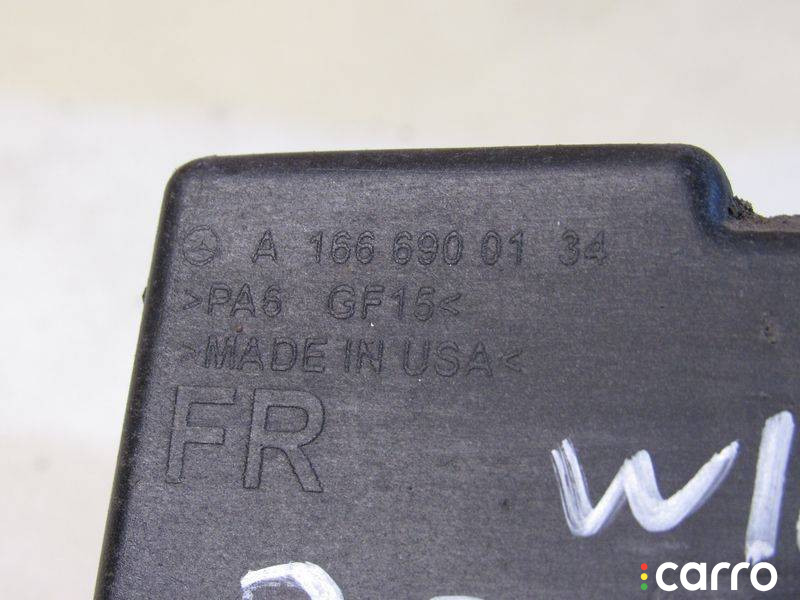 A 166 690 01 34
>PA6 GF15<
>MADE IN USA<
FR
carro